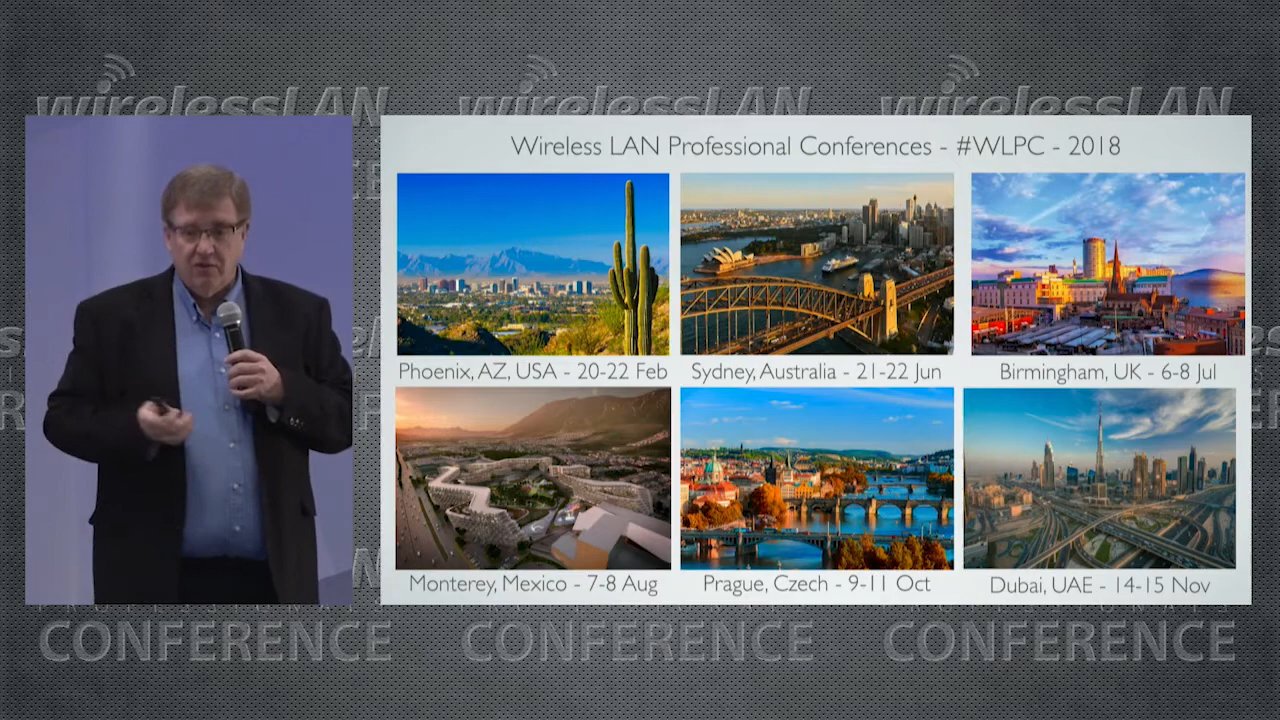 wirelessLAN wirelessLAN wirelessLAN
Wireless LAN Professional Conferences - #WLPC - 2018
Phoenix, AZ, USA - 20-22 Feb
Sydney, Australia - 21-22 Jun
Birmingham, UK - 6-8 Jul
Monterey, Mexico - 7-8 Aug
Prague, Czech - 9-11 Oct
Dubai, UAE - 14-15 Nov
CONFERENCE CONFERENCE CONFERENCE